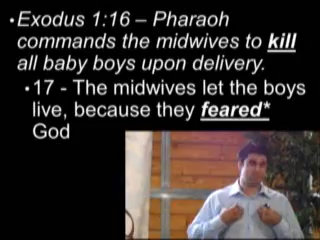 • Exodus 1:16 – Pharaoh
commands the midwives to kill
all baby boys upon delivery.
• 17 - The midwives let the boys
live, because they feared*
God